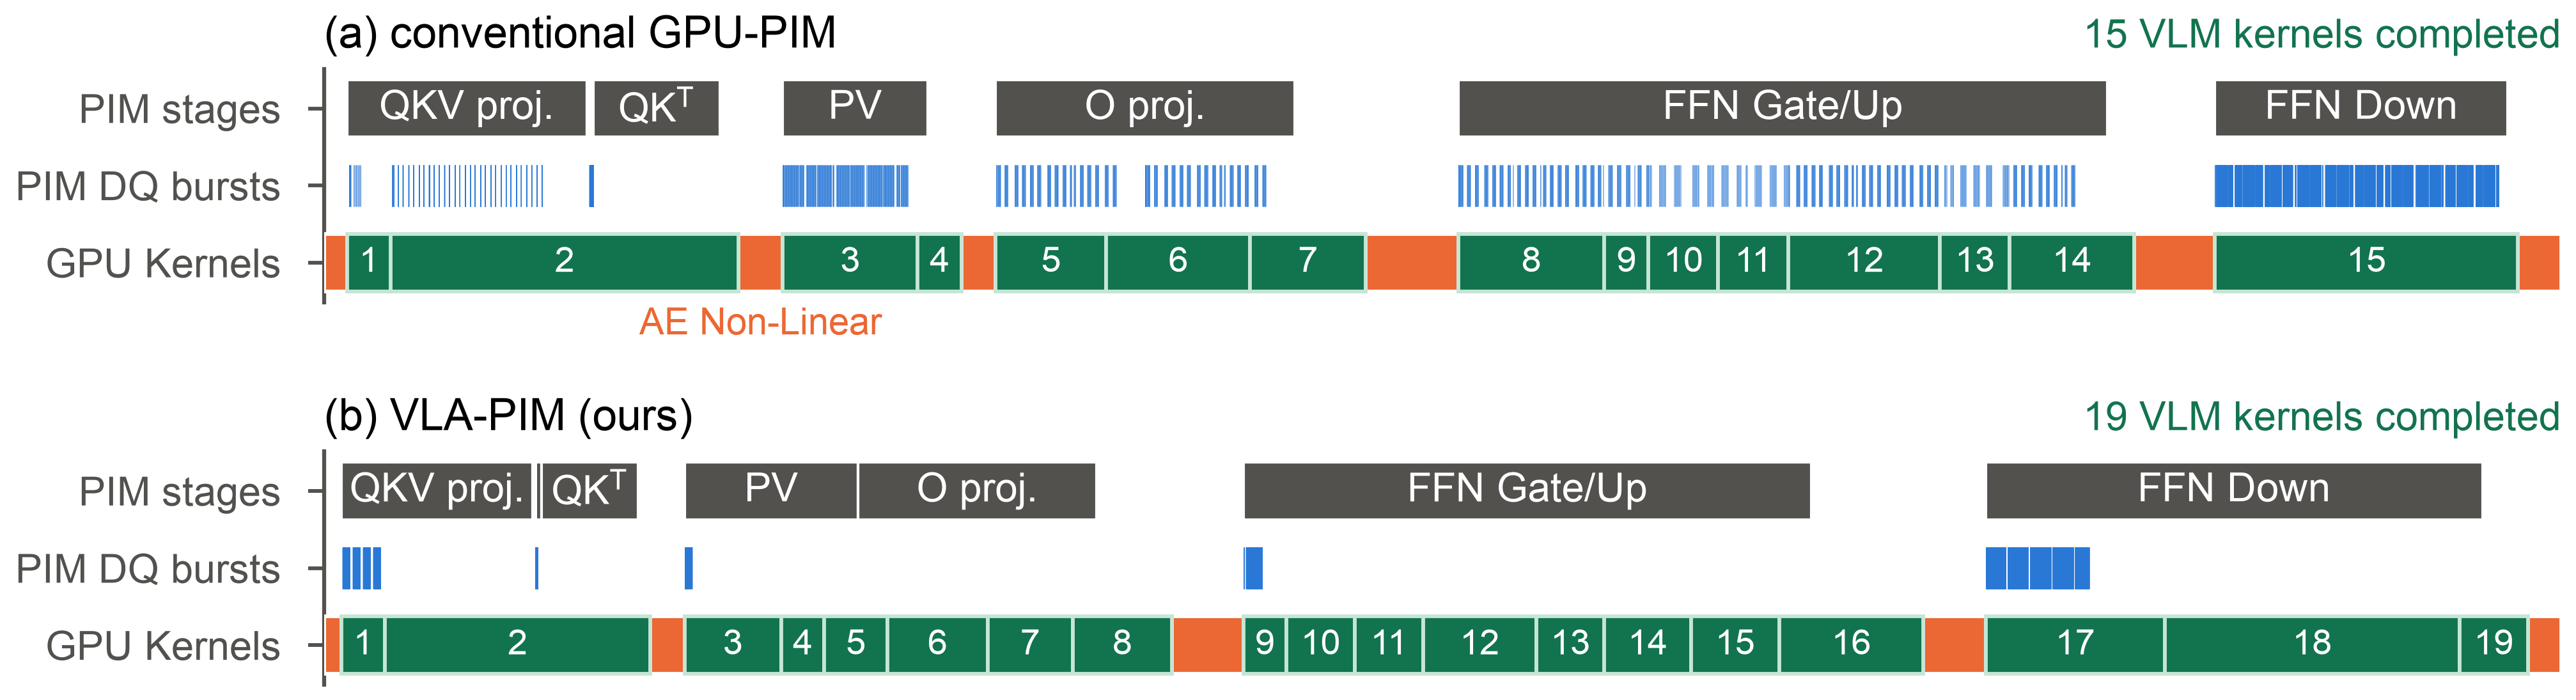 (a) conventional GPU-PIM 15 VLM kernels completed
PIM stages QKV proj. QKᵀ PV O proj. FFN Gate/Up FFN Down
PIM DQ bursts
GPU Kernels 1 2 3 4 5 6 7 8 9 10 11 12 13 14 15
AE Non-Linear
(b) VLA-PIM (ours) 19 VLM kernels completed
PIM stages QKV proj. QKᵀ PV O proj. FFN Gate/Up FFN Down
PIM DQ bursts
GPU Kernels 1 2 3 4 5 6 7 8 9 10 11 12 13 14 15 16 17 18 19